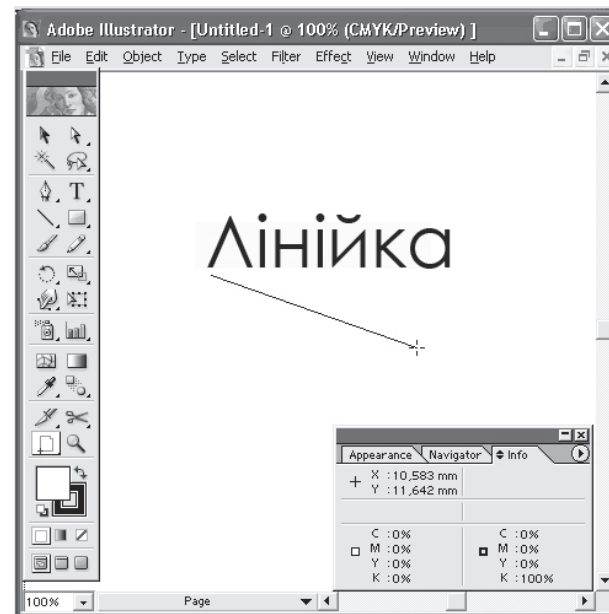 Adobe Illustrator - [Untitled-1 @ 100% (CMYK/Preview) ]
File Edit Object Type Select Filter Effect View Window Help
T
Лінійка
Appearance Navigator Info
X :10,583 mm
Y :11,642 mm
C :0% C :0%
M :0% M :0%
Y :0% Y :0%
K :0% K :100%
100% Page